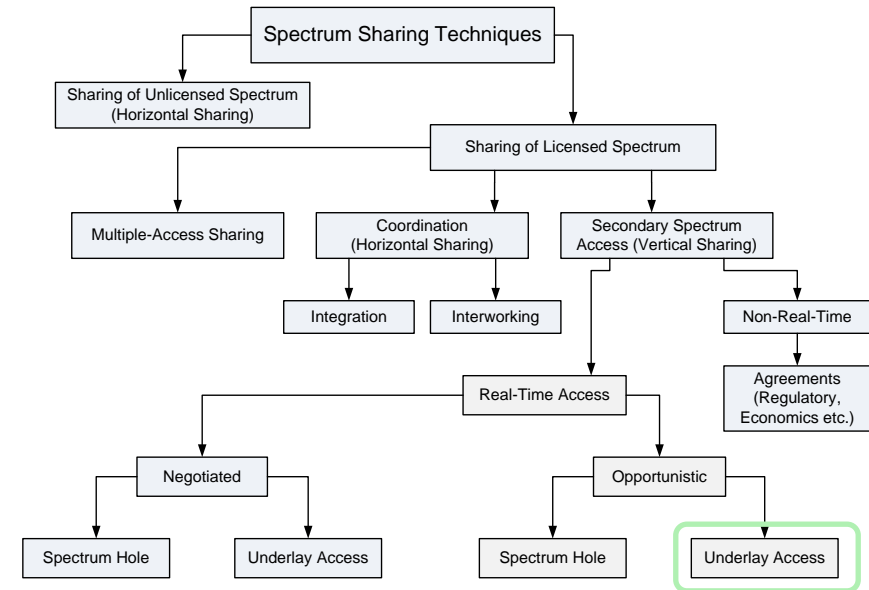 Spectrum Sharing Techniques
Sharing of Unlicensed Spectrum
(Horizontal Sharing)
Sharing of Licensed Spectrum
Multiple-Access Sharing
Coordination
(Horizontal Sharing)
Secondary Spectrum
Access (Vertical Sharing)
Integration
Interworking
Non-Real-Time
Agreements
(Regulatory,
Economics etc.)
Real-Time Access
Negotiated
Opportunistic
Spectrum Hole
Underlay Access
Spectrum Hole
Underlay Access